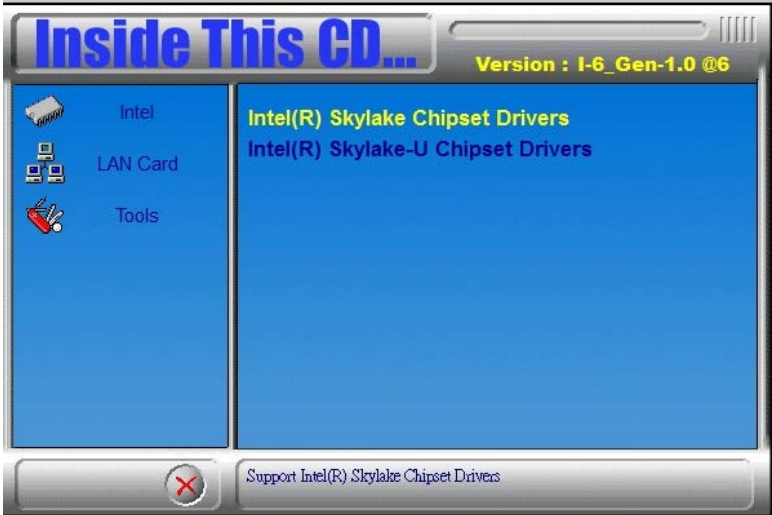 Inside This CD...
Version : I-6_Gen-1.0 @6
Intel
LAN Card
Tools
Intel(R) Skylake Chipset Drivers
Intel(R) Skylake-U Chipset Drivers
Support Intel(R) Skylake Chipset Drivers